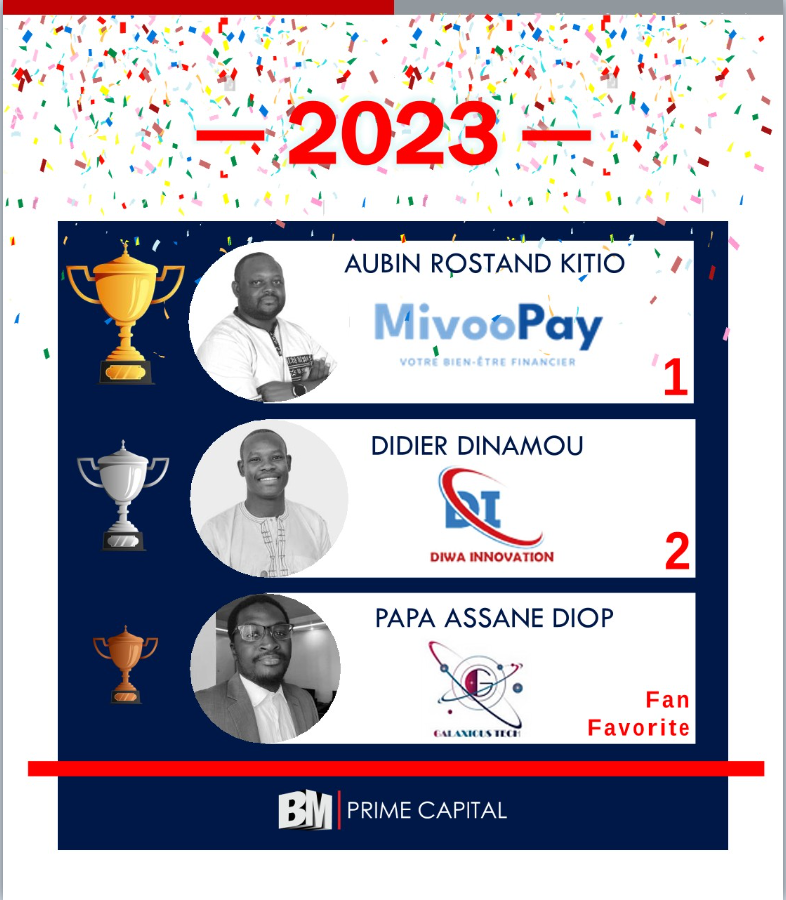 — 2023 —
AUBIN ROSTAND KITIO
MivooPay
VOTRE BIEN-ÊTRE FINANCIER
1
DIDIER DINAMOU
DI
DIWA INNOVATION
2
PAPA ASSANE DIOP
G
GALAXIOUS TECH
Fan
Favorite
BM PRIME CAPITAL